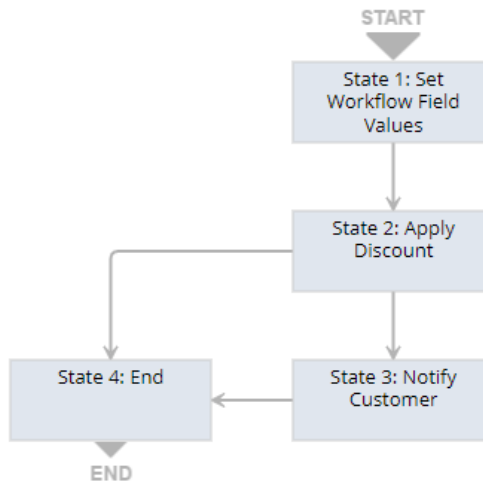 START
State 1: Set
Workflow Field
Values
State 2: Apply
Discount
State 4: End
State 3: Notify
Customer
END